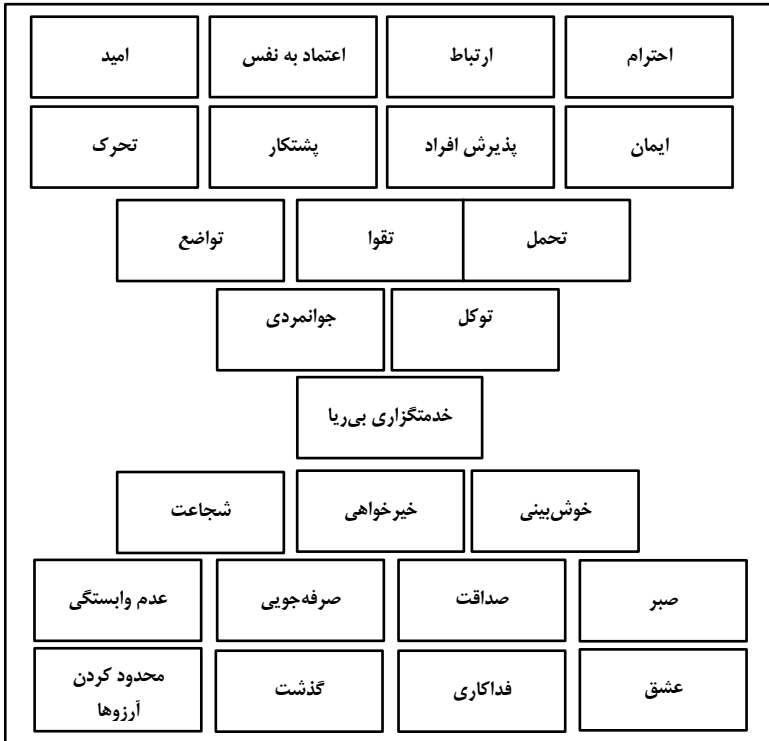 احترام
ارتباط
اعتماد به نفس
امید
ایمان
پذیرش افراد
پشتکار
تحرک
تحمل
تقوا
تواضع
توکل
جوانمردی
خدمتگزاری بی‌ریا
خوش‌بینی
خیرخواهی
شجاعت
صبر
صداقت
صرفه‌جویی
عدم وابستگی
عشق
فداکاری
گذشت
محدود کردن
آرزوها